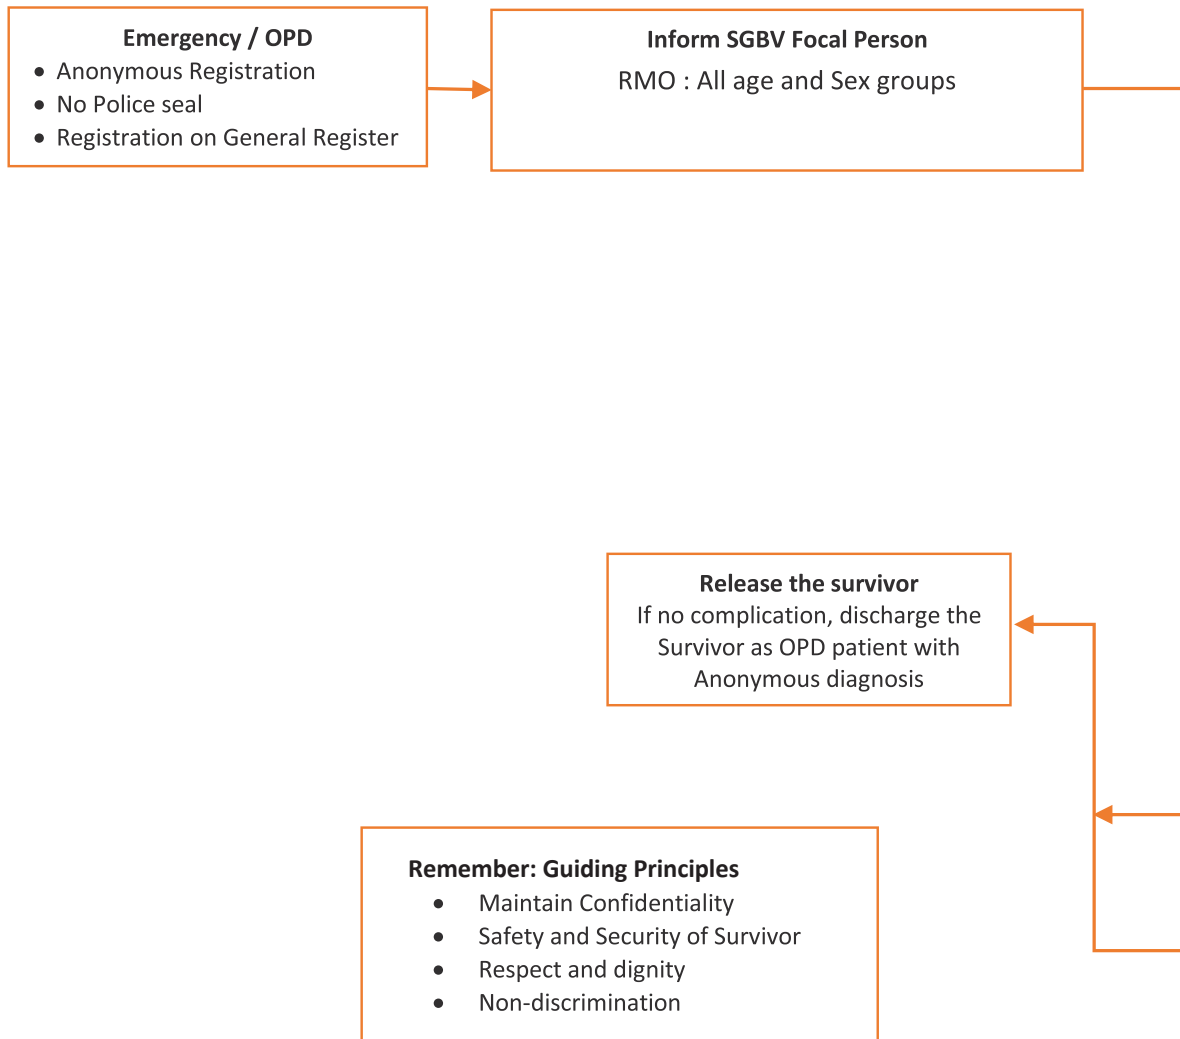 Emergency / OPD
• Anonymous Registration
• No Police seal
• Registration on General Register
Inform SGBV Focal Person
RMO : All age and Sex groups
Release the survivor
If no complication, discharge the
Survivor as OPD patient with
Anonymous diagnosis
Remember: Guiding Principles
• Maintain Confidentiality
• Safety and Security of Survivor
• Respect and dignity
• Non-discrimination